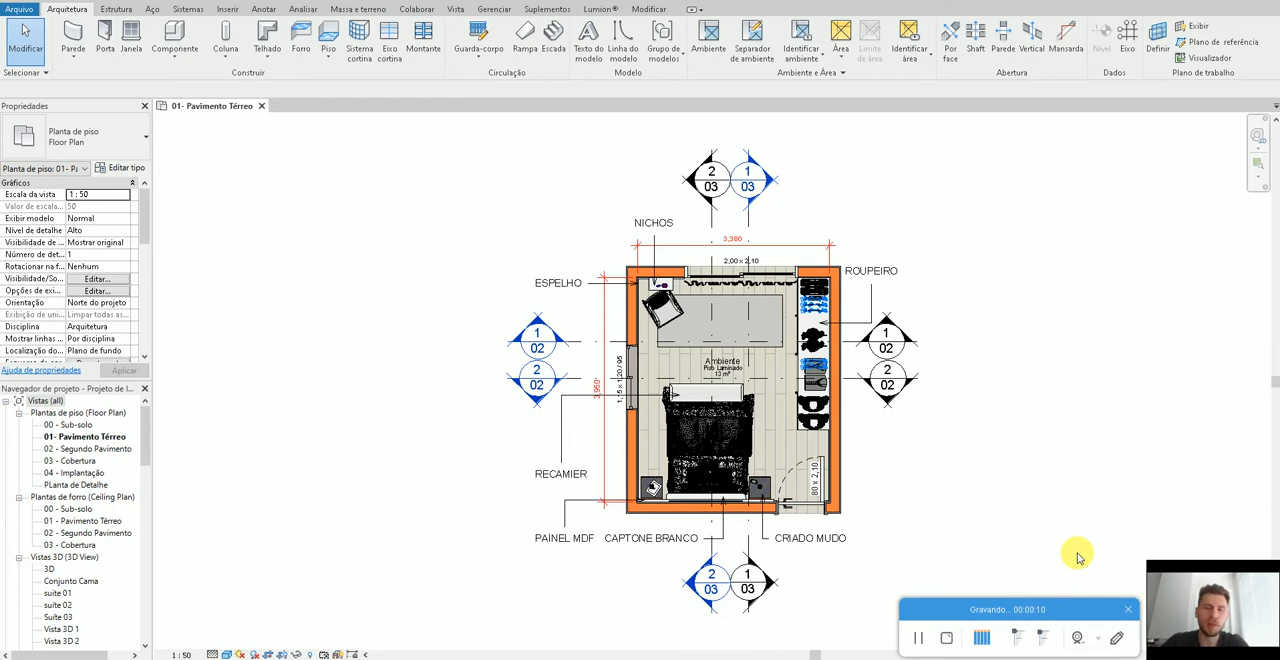 Arquivo Arquitetura Estrutura Aço Sistemas Inserir Anotar Analisar Massa e terreno Colaborar Vista Gerenciar Suplementos Lumion® Modificar
Modificar Parede Porta Janela Componente Coluna Telhado Forro Piso Sistema cortina Eixo cortina Montante Guarda-corpo Rampa Escada Texto do modelo Linha do modelo Grupo de modelos Ambiente Separador de ambiente Identificar ambiente Área Limite de área Identificar área Por face Shaft Parede Vertical Mansarda Nível Eixo Definir Exibir
Plano de referência
Visualizador
Selecionar Construir Circulação Modelo Ambiente e Área Abertura Dados Plano de trabalho
Propriedades
01- Pavimento Térreo
Planta de piso
Floor Plan
Planta de piso: 01- Pa Editar tipo
Gráficos
Escala da vista 1 : 50
Valor de escala... 50
Exibir modelo Normal
Nível de detalhe Alto
Visibilidade de ... Mostrar original
Número de det... 1
Rotacionar na f... Nenhum
Visibilidade/So... Editar...
Opções de exi... Editar...
Orientação Norte do projeto
Exibição de uni... Limpar todas as...
Disciplina Arquitetura
Mostrar linhas ... Por disciplina
Localização do... Plano de fundo
Ajuda de propriedades Aplicar
Navegador de projeto - Projeto de I...
Vistas (all)
Plantas de piso (Floor Plan)
00 - Sub-solo
01- Pavimento Térreo
02 - Segundo Pavimento
03 - Cobertura
04 - Implantação
PLanta de Detalhe
Plantas de forro (Ceiling Plan)
00 - Sub-solo
01 - Pavimento Térreo
02 - Segundo Pavimento
03 - Cobertura
Vistas 3D (3D View)
3D
Conjunto Cama
suite 01
suite 02
Suite 03
Vista 3D 1
Vista 3D 2
2
03
1
03
NICHOS
3,380
2,00 x 2,10
ESPELHO
ROUPEIRO
1
02
2
02
1
02
2
02
Ambiente
Piso Laminado
13 m²
3,950
RECAMIER
80 x 2,10
PAINEL MDF
CAPTONE BRANCO
CRIADO MUDO
2
03
1
03
Gravando... 00:00:10
1 : 50